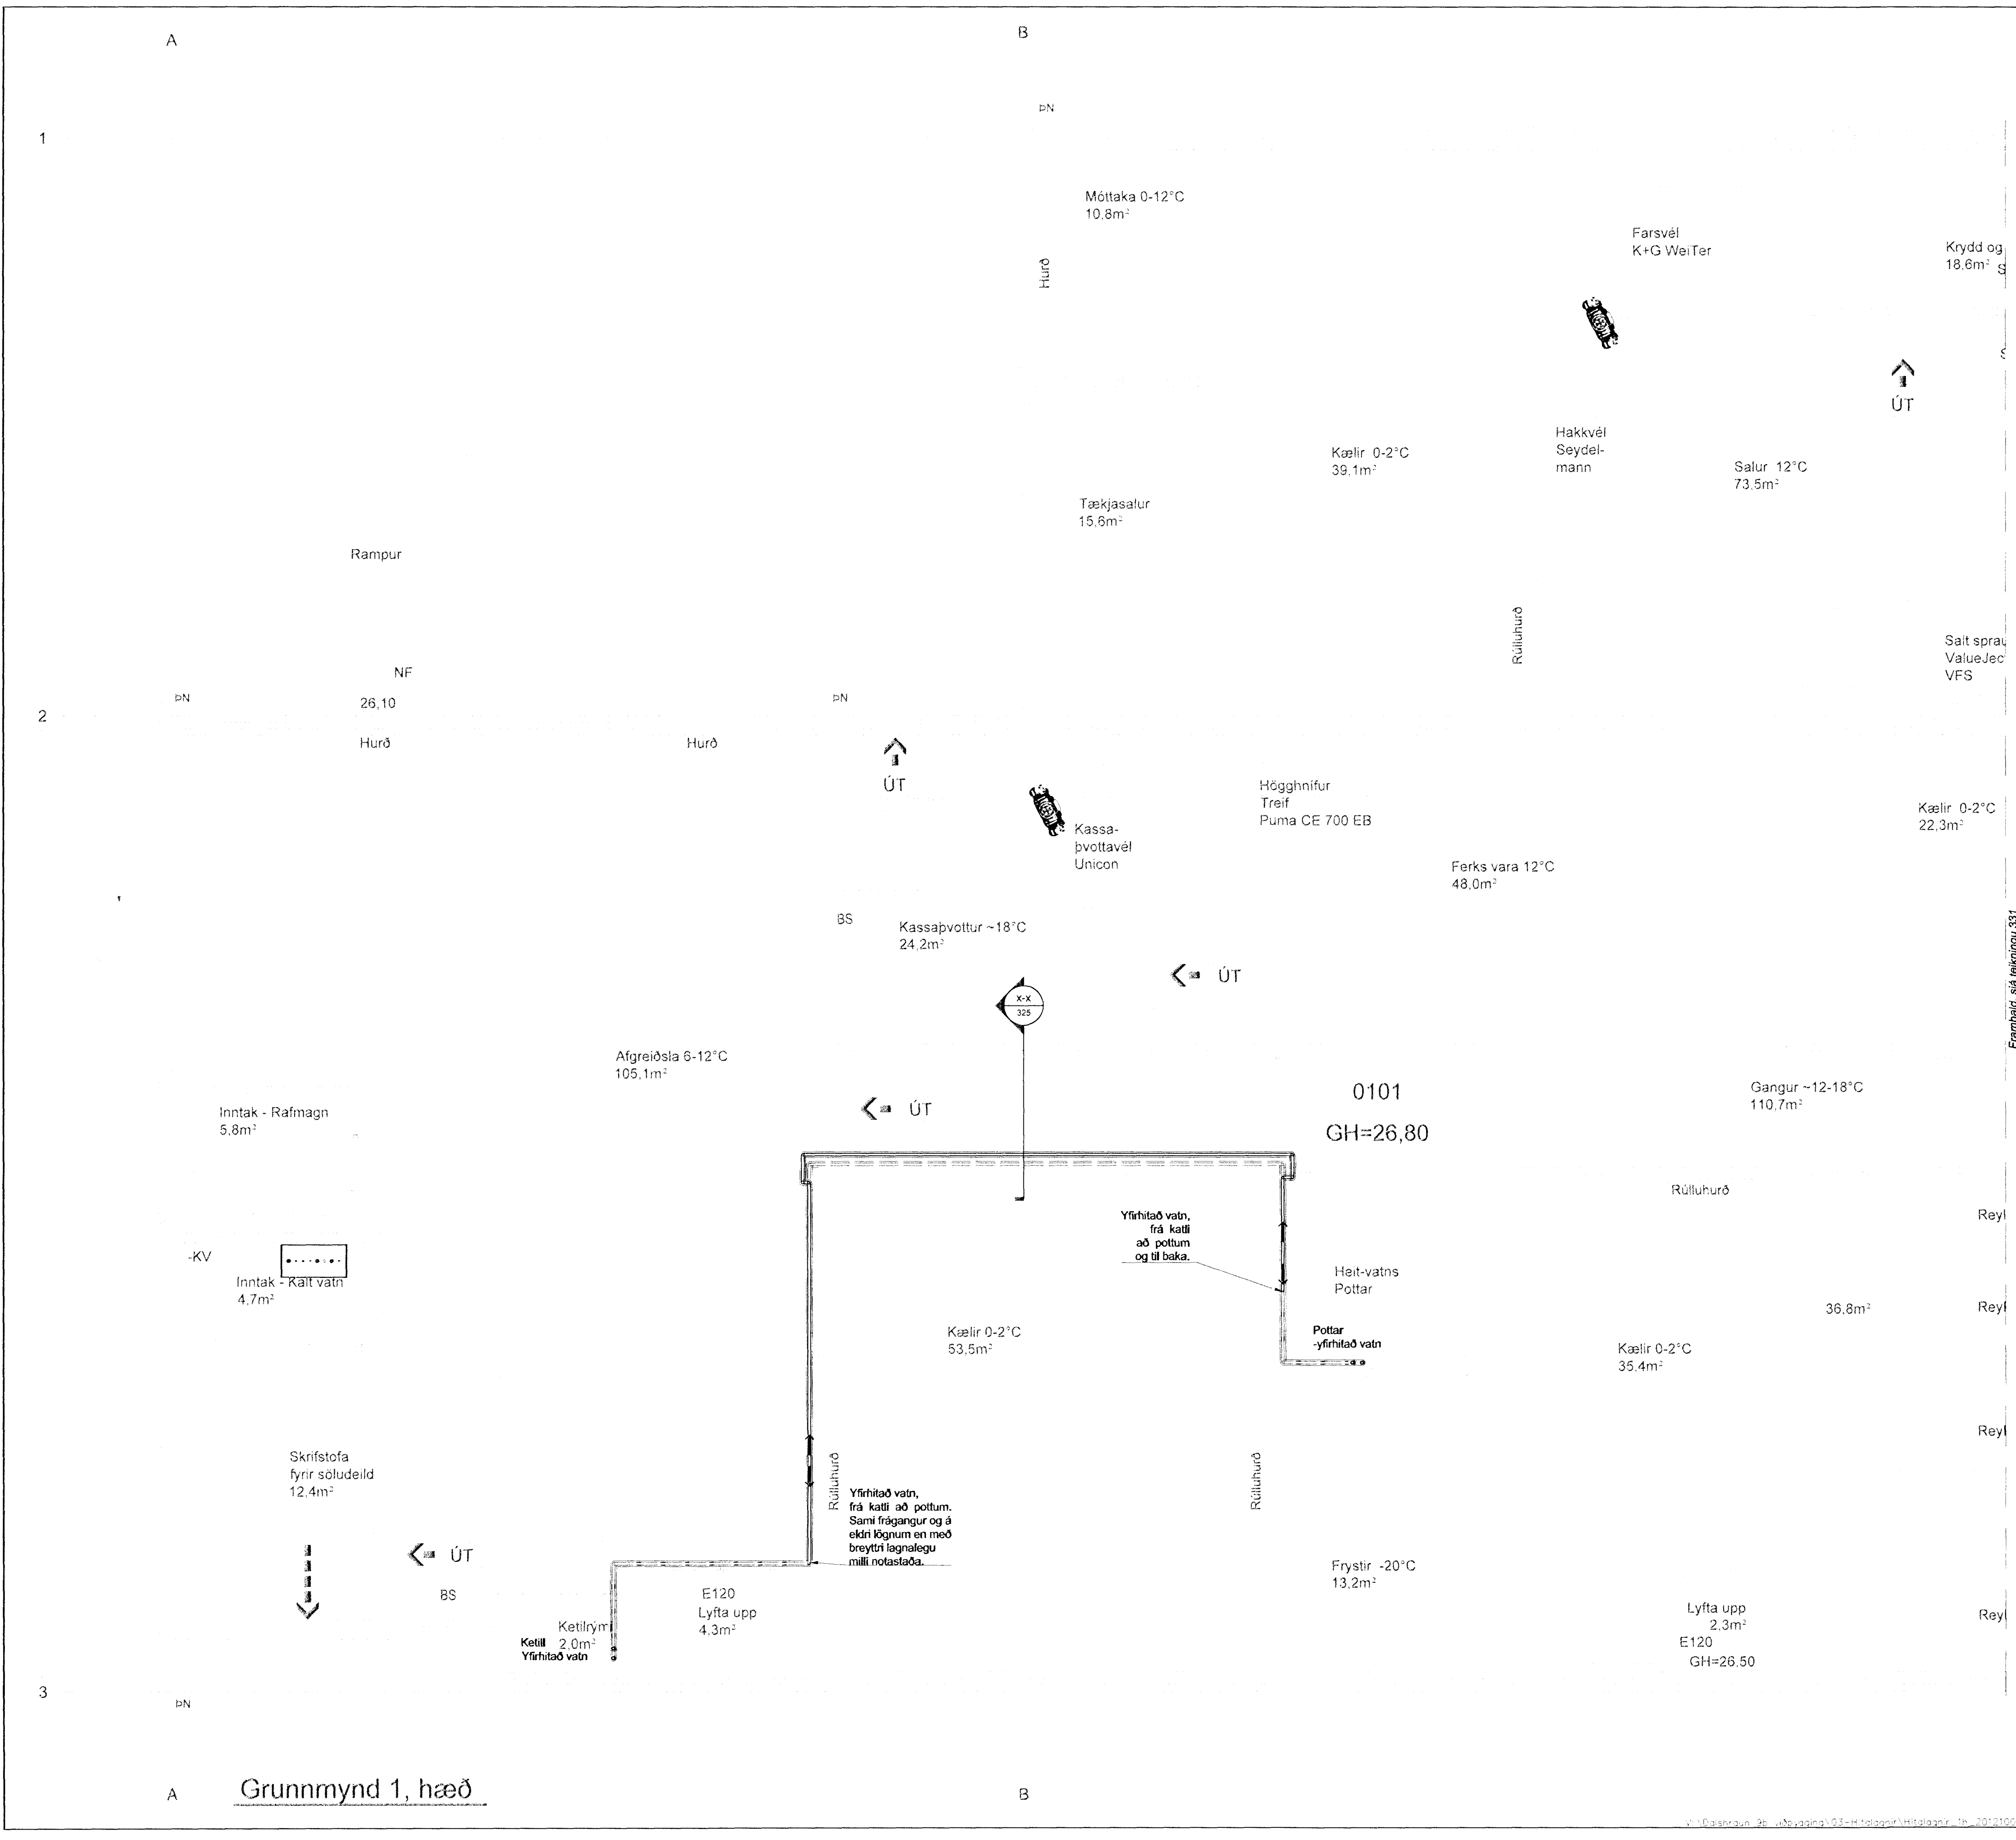 A
B
ÞN
1
Móttaka 0-12°C
10,8m²
Farsvél
K+G WeiTer
Krydd og
18,6m²
Hurð
ÚT
Hakkvél
Seydel-
mann
Kælir 0-2°C
39,1m²
Salur 12°C
73,5m²
Tækjasalur
15,6m²
Rampur
Rúlluhurð
Salt sprau
ValueJec
VFS
NF
ÞN
26,10
ÞN
2
Hurð
Hurð
ÚT
Högghnífur
Treif
Puma CE 700 EB
Kælir 0-2°C
22,3m²
Kassa-
þvottavél
Unicon
Ferks vara 12°C
48,0m²
BS
Kassaþvottur ~18°C
24,2m²
Framhald, sjá teikningu 331
ÚT
X-X
325
Afgreiðsla 6-12°C
105,1m²
0101
GH=26,80
Gangur ~12-18°C
110,7m²
Inntak - Rafmagn
5,8m²
ÚT
Rúlluhurð
Yfirhitað vatn,
frá katli
að pottum
og til baka.
Reyk
-KV
Inntak - Kalt vatn
4,7m²
Heit-vatns
Pottar
36,8m²
Reyk
Kælir 0-2°C
53,5m²
Pottar
-yfirhitað vatn
Kælir 0-2°C
35,4m²
Reyk
Skrifstofa
fyrir söludeild
12,4m²
Rúlluhurð
Rúlluhurð
Yfirhitað vatn,
frá katli að pottum.
Sami frágangur og á
eldri lögnum en með
breyttri lagnalegu
milli notastaða.
ÚT
BS
Frystir -20°C
13,2m²
E120
Lyfta upp
4,3m²
Ketilrými
2,0m²
Ketill
Yfirhitað vatn
Lyfta upp
2,3m²
E120
GH=26,50
Reyk
3
ÞN
A
Grunnmynd 1, hæð
B